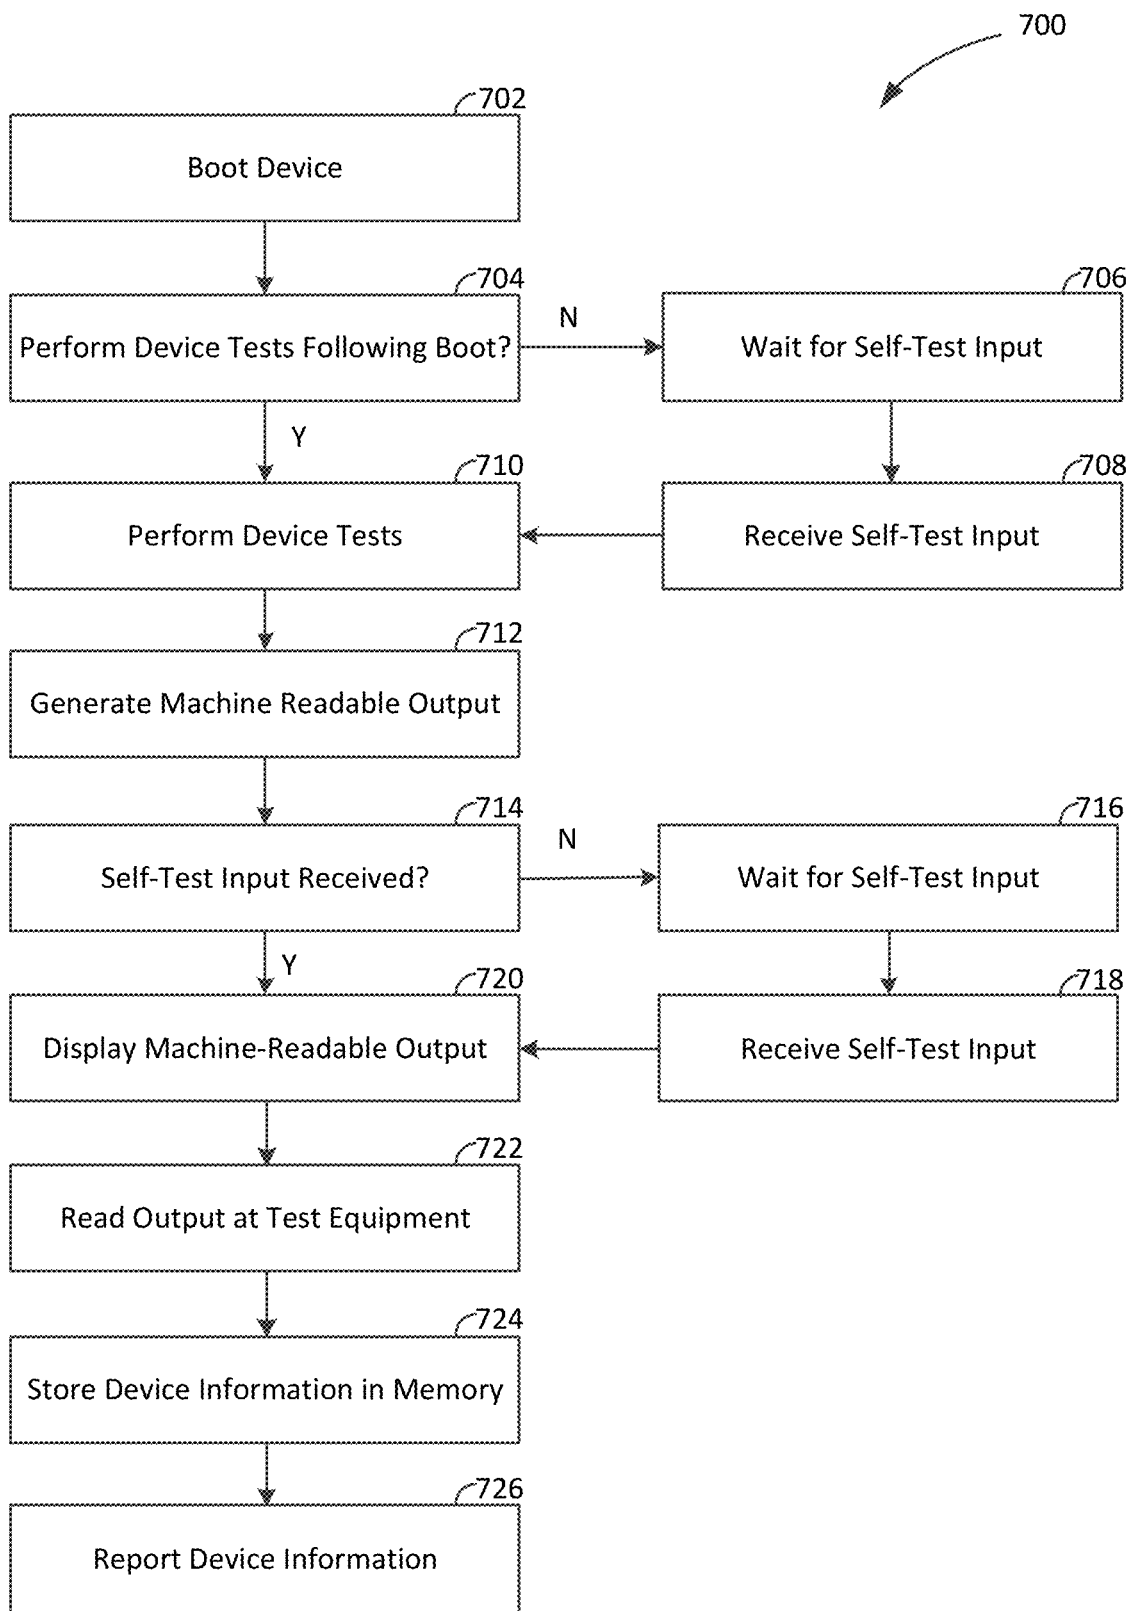 700
702
Boot Device
704
Perform Device Tests Following Boot?
N
706
Wait for Self-Test Input
Y
710
Perform Device Tests
708
Receive Self-Test Input
712
Generate Machine Readable Output
714
Self-Test Input Received?
N
716
Wait for Self-Test Input
Y
720
Display Machine-Readable Output
718
Receive Self-Test Input
722
Read Output at Test Equipment
724
Store Device Information in Memory
726
Report Device Information